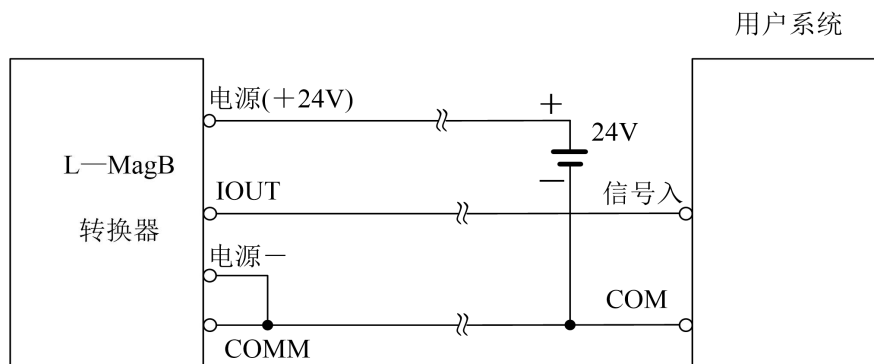 用户系统
电源(＋24V)
＋
24V
L—MagB
转换器
－
IOUT
信号入
电源－
COM
COMM